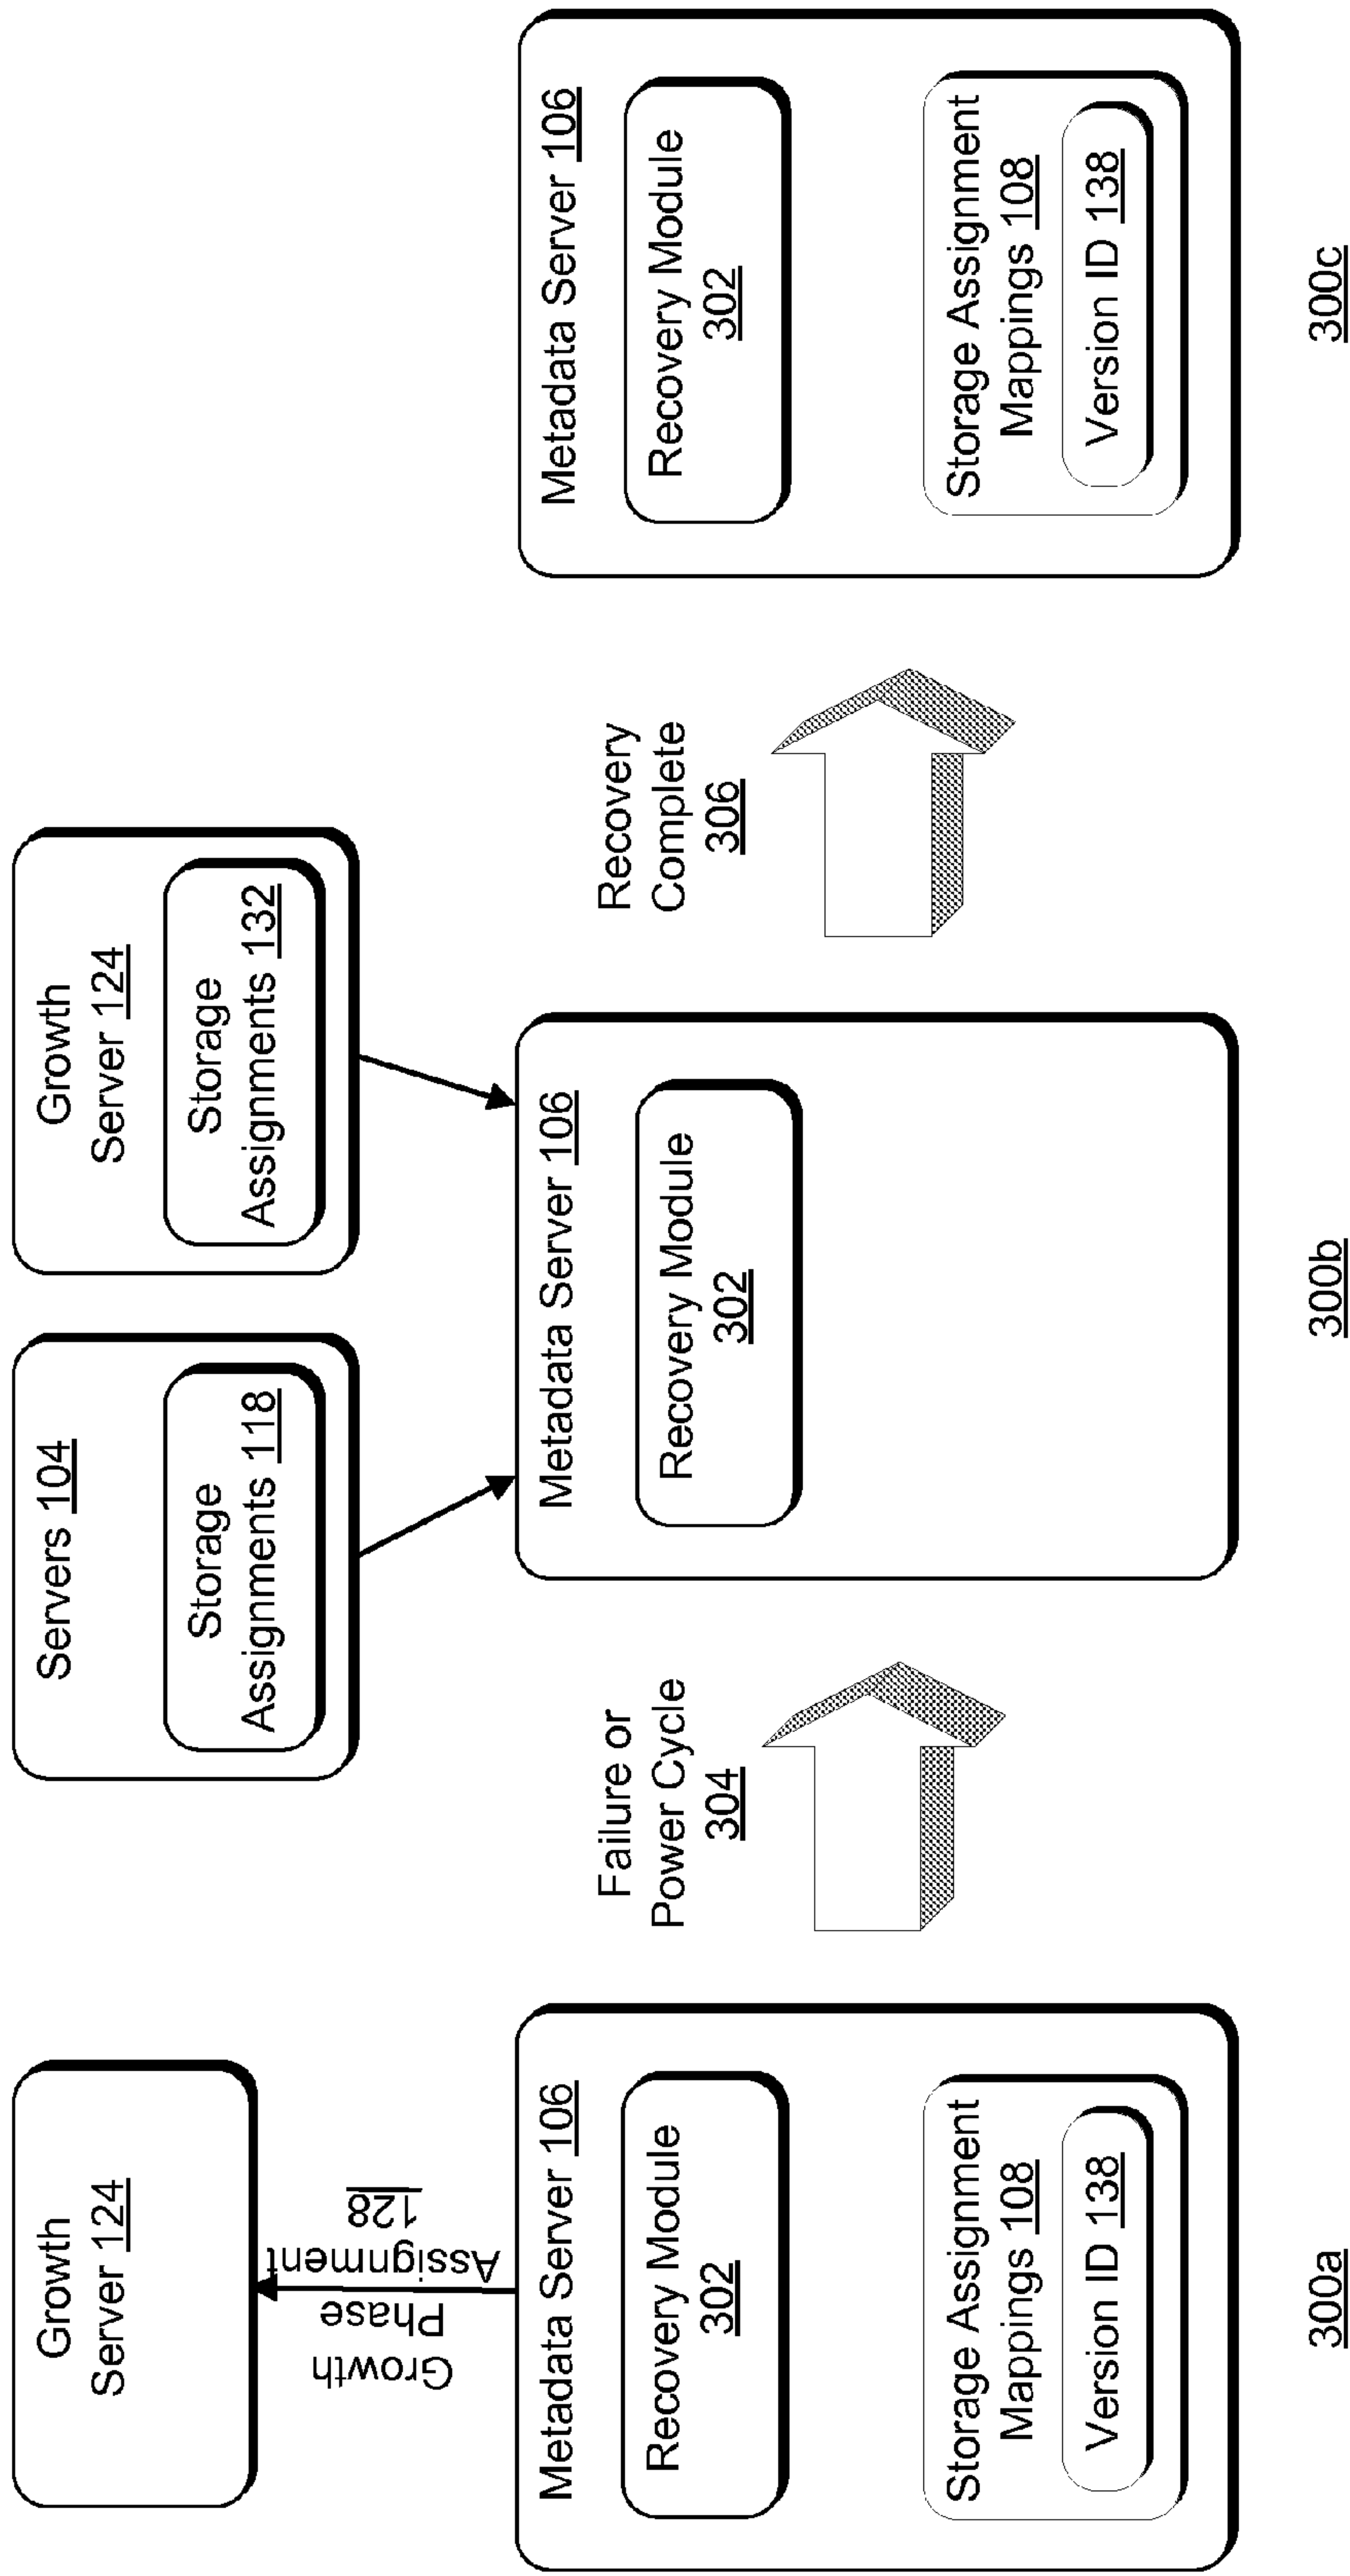 Growth
Server 124
Growth
Phase
Assignment
128
Metadata Server 106
Recovery Module
302
Storage Assignment
Mappings 108
Version ID 138
300a
Failure or
Power Cycle
304
Servers 104
Storage
Assignments 118
Growth
Server 124
Storage
Assignments 132
Metadata Server 106
Recovery Module
302
300b
Recovery
Complete
306
Metadata Server 106
Recovery Module
302
Storage Assignment
Mappings 108
Version ID 138
300c